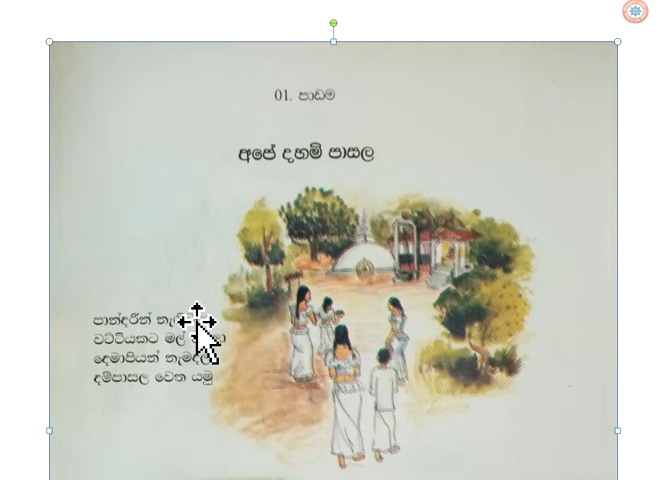 01. පාඩම
අපේ දහම් පාසල
පාන්දරින්
වට්ටියකට මල්
දෙමාපියන්
දම්පාසල වෙත යමු